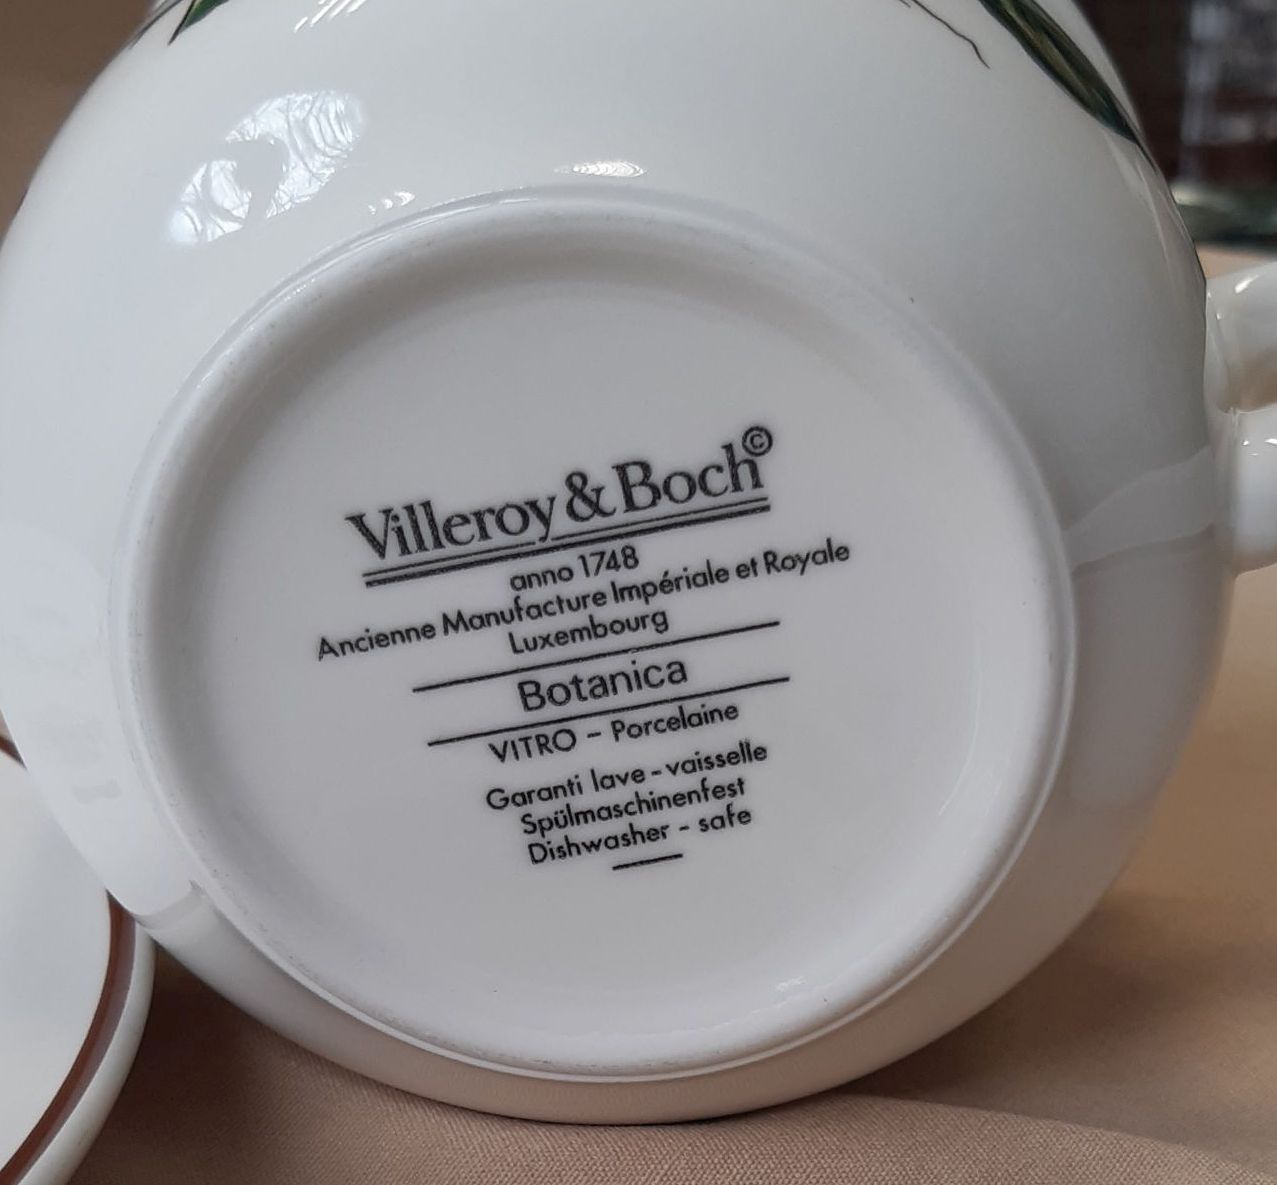 Villeroy & Boch ©
anno 1748
Ancienne Manufacture Impériale et Royale
Luxembourg
Botanica
VITRO – Porcelaine
Garanti lave-vaisselle
Spülmaschinenfest
Dishwasher - safe